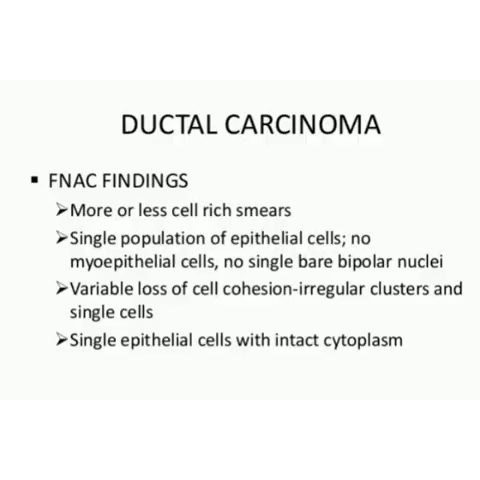 DUCTAL CARCINOMA
▪ FNAC FINDINGS
➢More or less cell rich smears
➢Single population of epithelial cells; no
myoepithelial cells, no single bare bipolar nuclei
➢Variable loss of cell cohesion-irregular clusters and
single cells
➢Single epithelial cells with intact cytoplasm